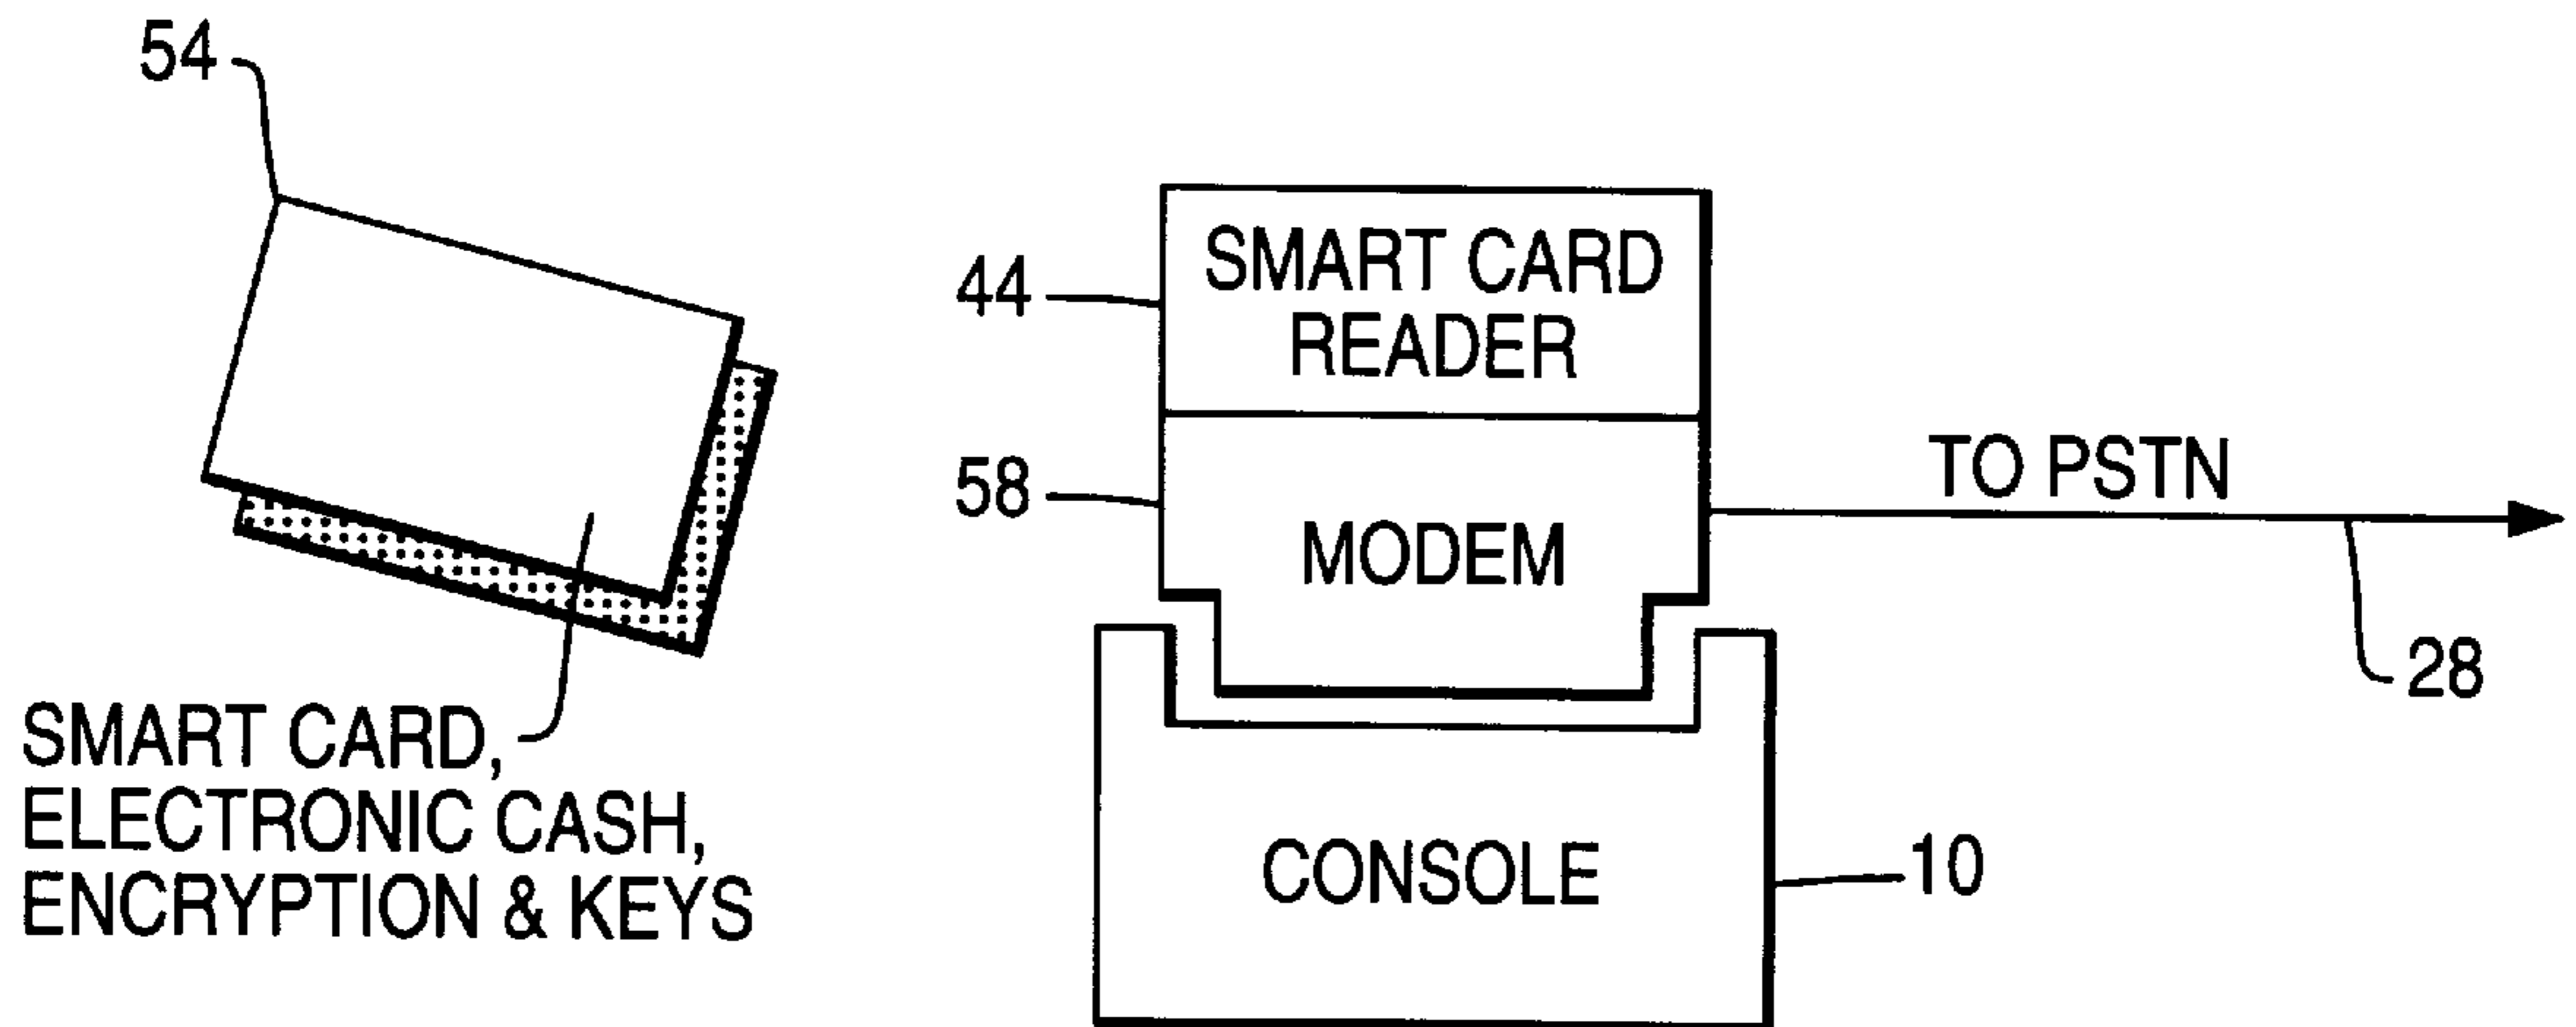 54
SMART CARD,
ELECTRONIC CASH,
ENCRYPTION & KEYS
44
SMART CARD
READER
58
MODEM
TO PSTN
28
CONSOLE
10